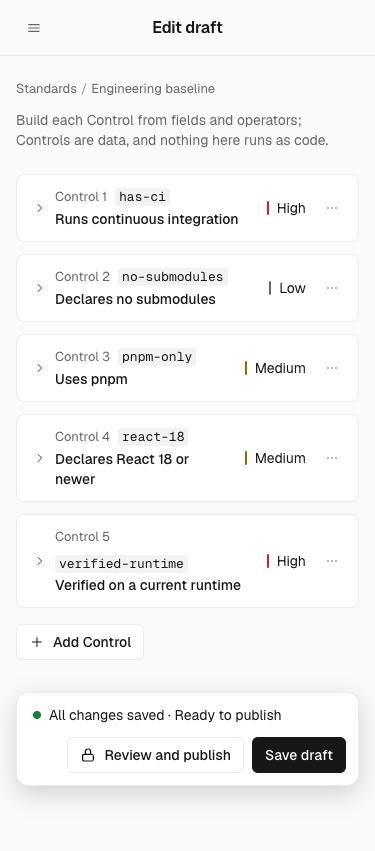 Edit draft
Standards / Engineering baseline
Build each Control from fields and operators;
Controls are data, and nothing here runs as code.
Control 1 has-ci
Runs continuous integration
High
Control 2 no-submodules
Declares no submodules
Low
Control 3 pnpm-only
Uses pnpm
Medium
Control 4 react-18
Declares React 18 or
newer
Medium
Control 5
verified-runtime
Verified on a current runtime
High
Add Control
All changes saved · Ready to publish
Review and publish
Save draft